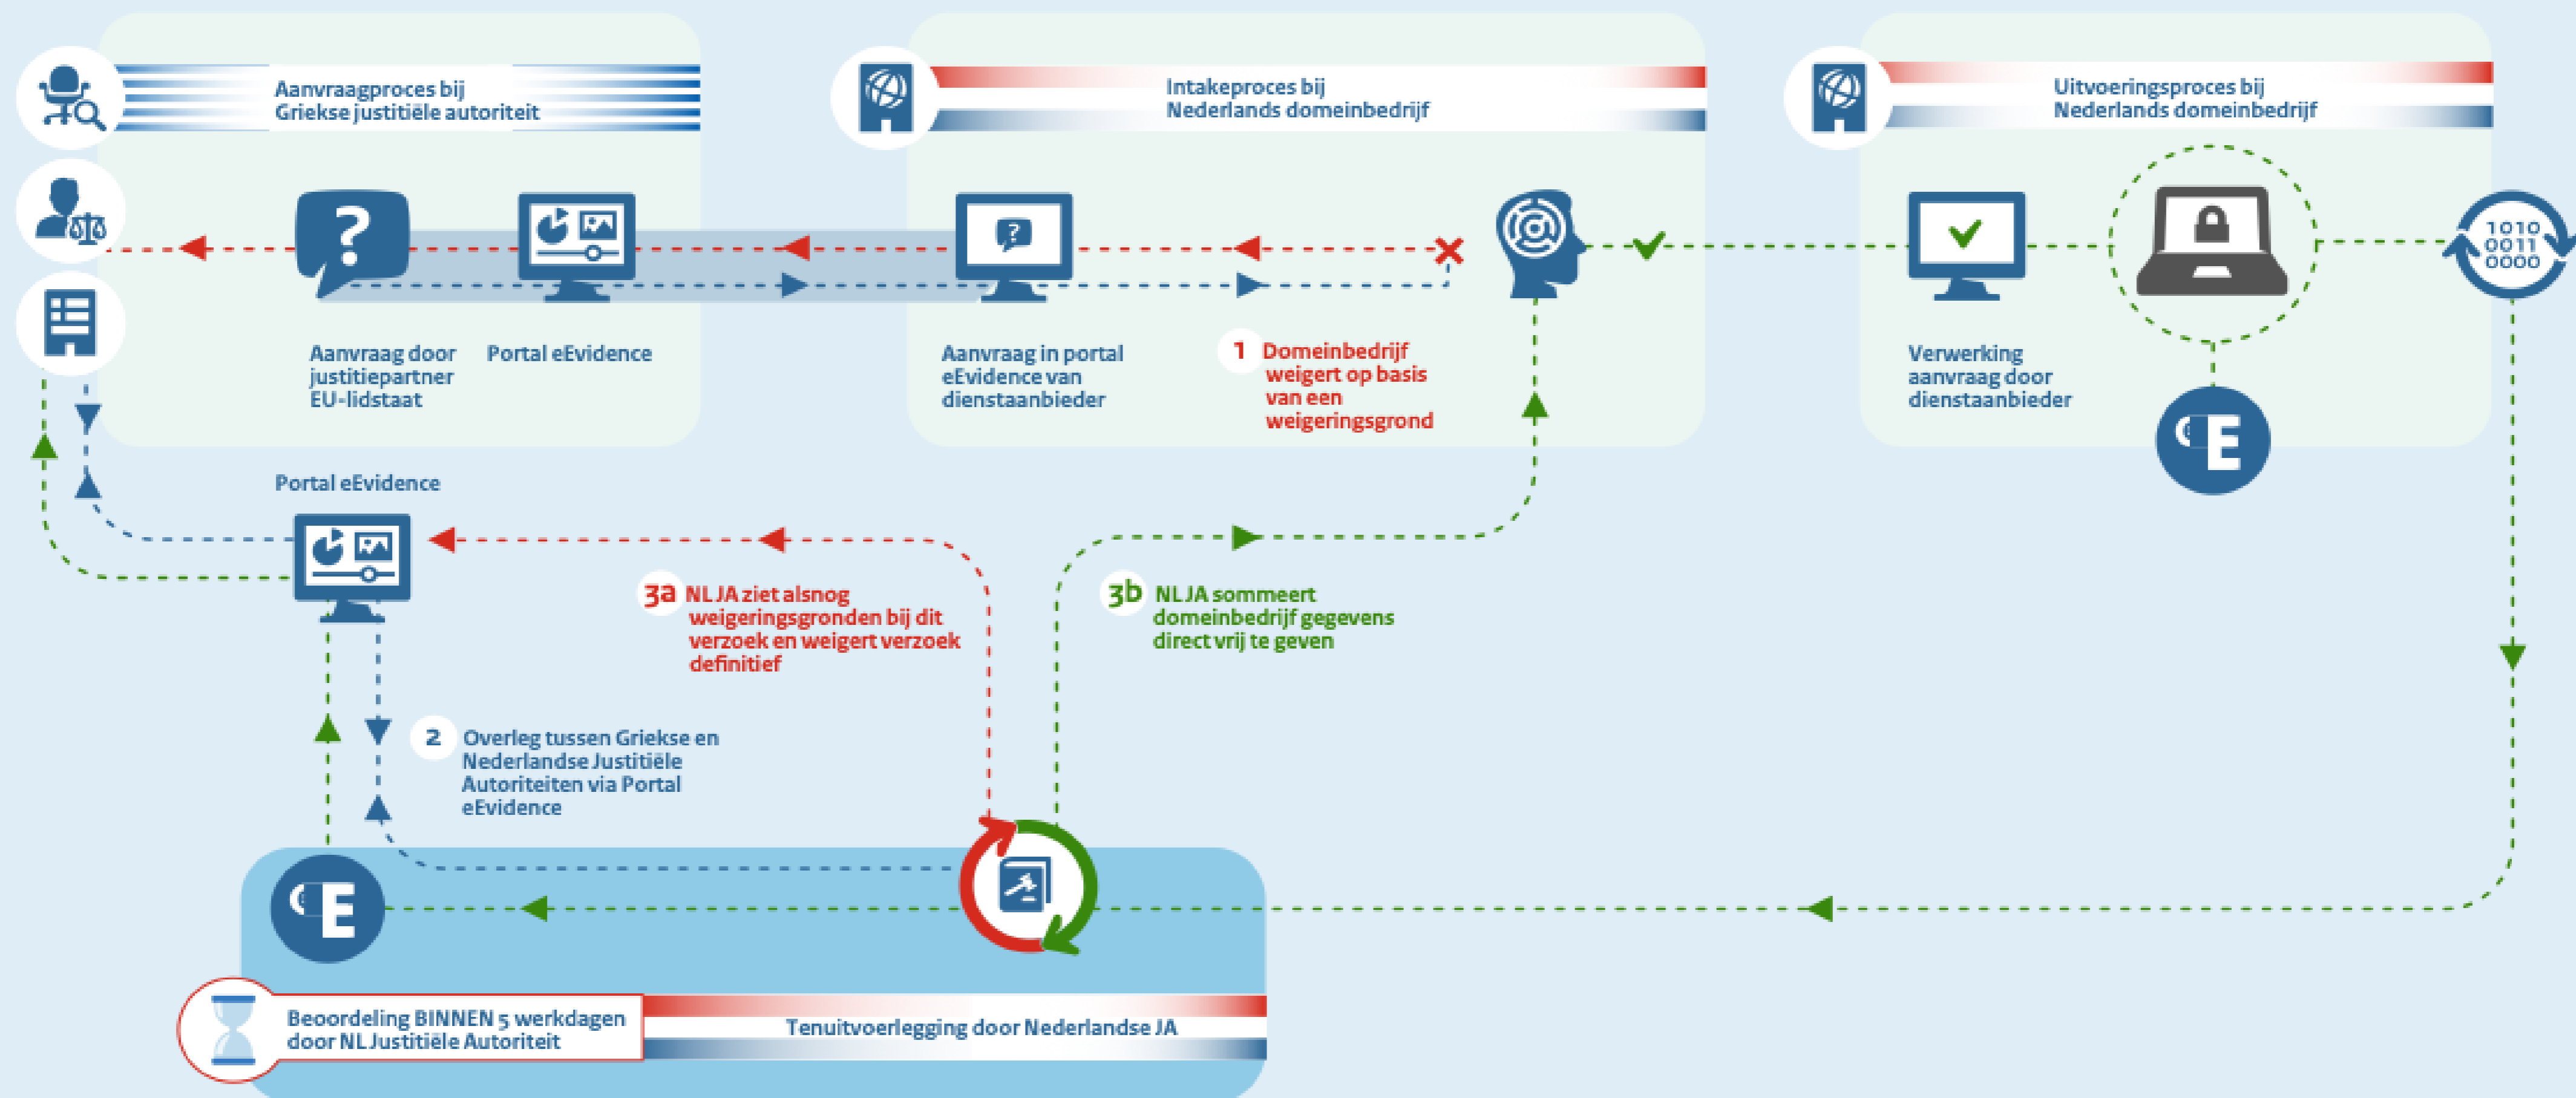 Aanvraagproces bij
Griekse justitiële autoriteit
Intakeproces bij
Nederlands domeinbedrijf
Uitvoeringsproces bij
Nederlands domeinbedrijf
?
?
1010
0011
0000
Aanvraag door
justitiepartner
EU-lidstaat
Portal eEvidence
Aanvraag in portal
eEvidence van
dienstaanbieder
1 Domeinbedrijf
weigert op basis
van een
weigeringsgrond
Verwerking
aanvraag door
dienstaanbieder
eE
Portal eEvidence
3a NL JA ziet alsnog
weigeringsgronden bij dit
verzoek en weigert verzoek
definitief
3b NL JA sommeert
domeinbedrijf gegevens
direct vrij te geven
2 Overleg tussen Griekse en
Nederlandse Justitiële
Autoriteiten via Portal
eEvidence
eE
Beoordeling BINNEN 5 werkdagen
door NL Justitiële Autoriteit
Tenuitvoerlegging door Nederlandse JA